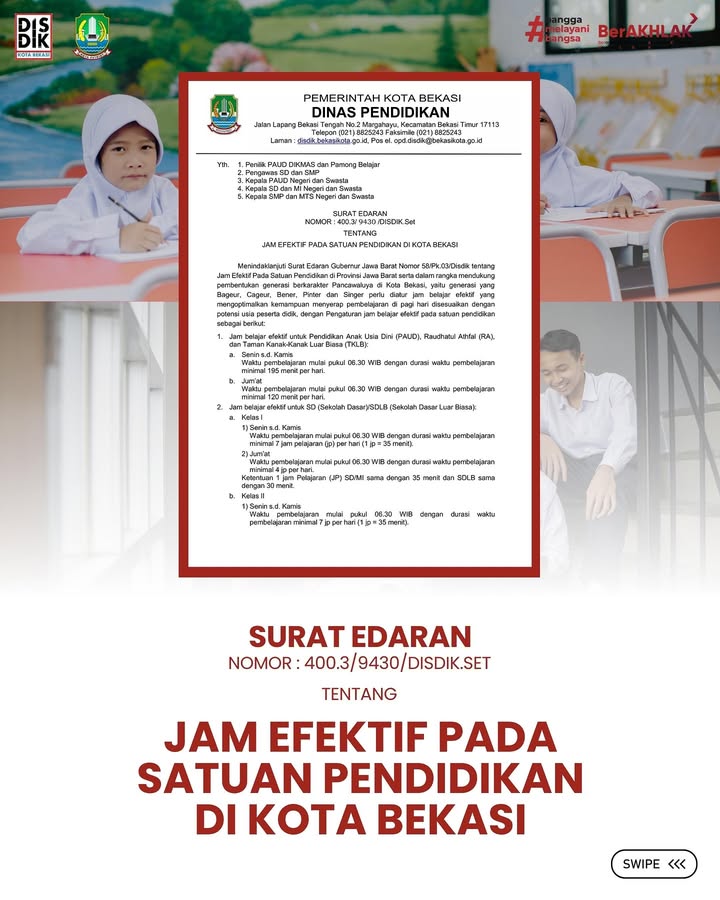 DIS
DIK
KOTA BEKASI
#bangga
melayani
bangsa
BerAKHLAK
PEMERINTAH KOTA BEKASI
DINAS PENDIDIKAN
Jalan Lapang Bekasi Tengah No.2 Margahayu, Kecamatan Bekasi Timur 17113
Telepon (021) 8825243 Faksimile (021) 8825243
Laman : disdik.bekasikota.go.id, Pos el. opd.disdik@bekasikota.go.id
Yth. 1. Penilik PAUD DIKMAS dan Pamong Belajar
2. Pengawas SD dan SMP
3. Kepala PAUD Negeri dan Swasta
4. Kepala SD dan MI Negeri dan Swasta
5. Kepala SMP dan MTS Negeri dan Swasta
SURAT EDARAN
NOMOR : 400.3/ 9430 /DISDIK.Set
TENTANG
JAM EFEKTIF PADA SATUAN PENDIDIKAN DI KOTA BEKASI
Menindaklanjuti Surat Edaran Gubernur Jawa Barat Nomor 58/Pk.03/Disdik tentang
Jam Efektif Pada Satuan Pendidikan di Provinsi Jawa Barat serta dalam rangka mendukung
pembentukan generasi berkarakter Pancawaluya di Kota Bekasi, yaitu generasi yang
Bageur, Cageur, Bener, Pinter dan Singer perlu diatur jam belajar efektif yang
mengoptimalkan kemampuan menyerap pembelajaran di pagi hari disesuaikan dengan
potensi usia peserta didik, dengan Pengaturan jam belajar efektif pada satuan pendidikan
sebagai berikut:
1. Jam belajar efektif untuk Pendidikan Anak Usia Dini (PAUD), Raudhatul Athfal (RA),
dan Taman Kanak-Kanak Luar Biasa (TKLB):
a. Senin s.d. Kamis
Waktu pembelajaran mulai pukul 06.30 WIB dengan durasi waktu pembelajaran
minimal 195 menit per hari.
b. Jum'at
Waktu pembelajaran mulai pukul 06.30 WIB dengan durasi waktu pembelajaran
minimal 120 menit per hari.
2. Jam belajar efektif untuk SD (Sekolah Dasar)/SDLB (Sekolah Dasar Luar Biasa):
a. Kelas I
1) Senin s.d. Kamis
Waktu pembelajaran mulai pukul 06.30 WIB dengan durasi waktu pembelajaran
minimal 7 jam pelajaran (jp) per hari (1 jp = 35 menit).
2) Jum'at
Waktu pembelajaran mulai pukul 06.30 WIB dengan durasi waktu pembelajaran
minimal 4 jp per hari.
Ketentuan 1 jam Pelajaran (JP) SD/MI sama dengan 35 menit dan SDLB sama
dengan 30 menit.
b. Kelas II
1) Senin s.d. Kamis
Waktu pembelajaran mulai pukul 06.30 WIB dengan durasi waktu
pembelajaran minimal 7 jp per hari (1 jp = 35 menit).
SURAT EDARAN
NOMOR : 400.3/9430/DISDIK.SET
TENTANG
JAM EFEKTIF PADA
SATUAN PENDIDIKAN
DI KOTA BEKASI
SWIPE